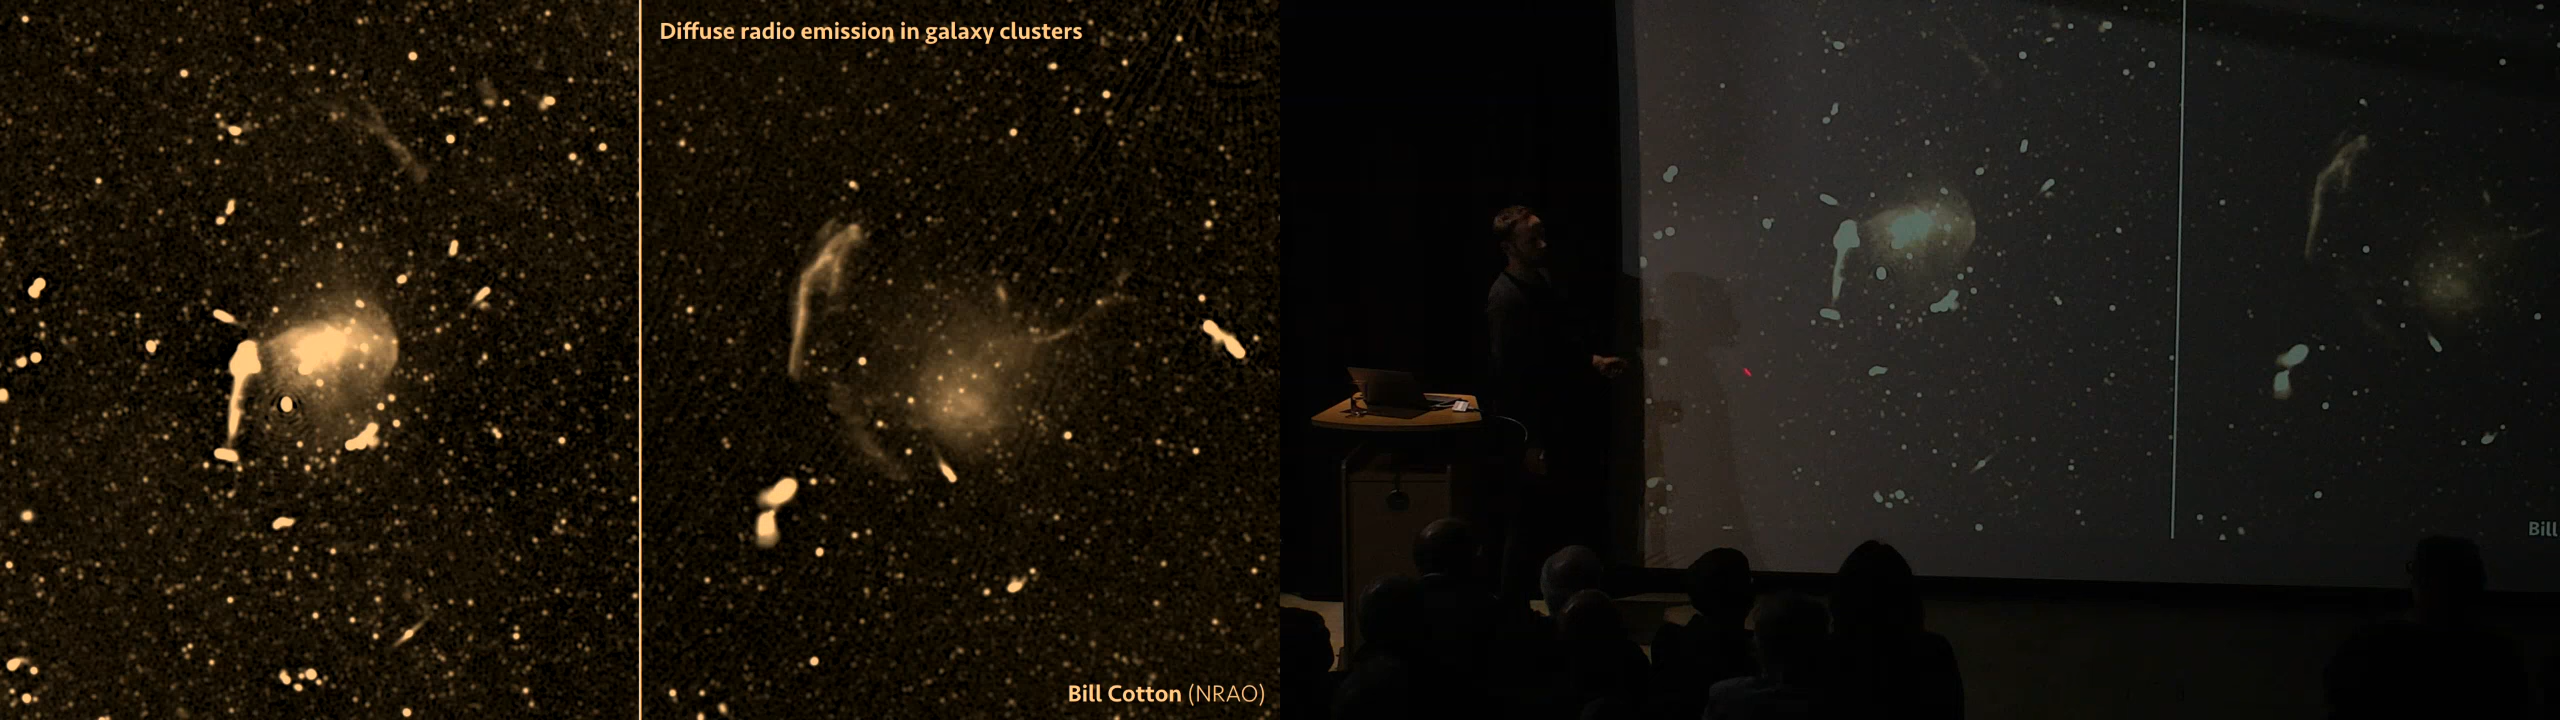 Diffuse radio emission in galaxy clusters
Bill Cotton (NRAO)
Bill